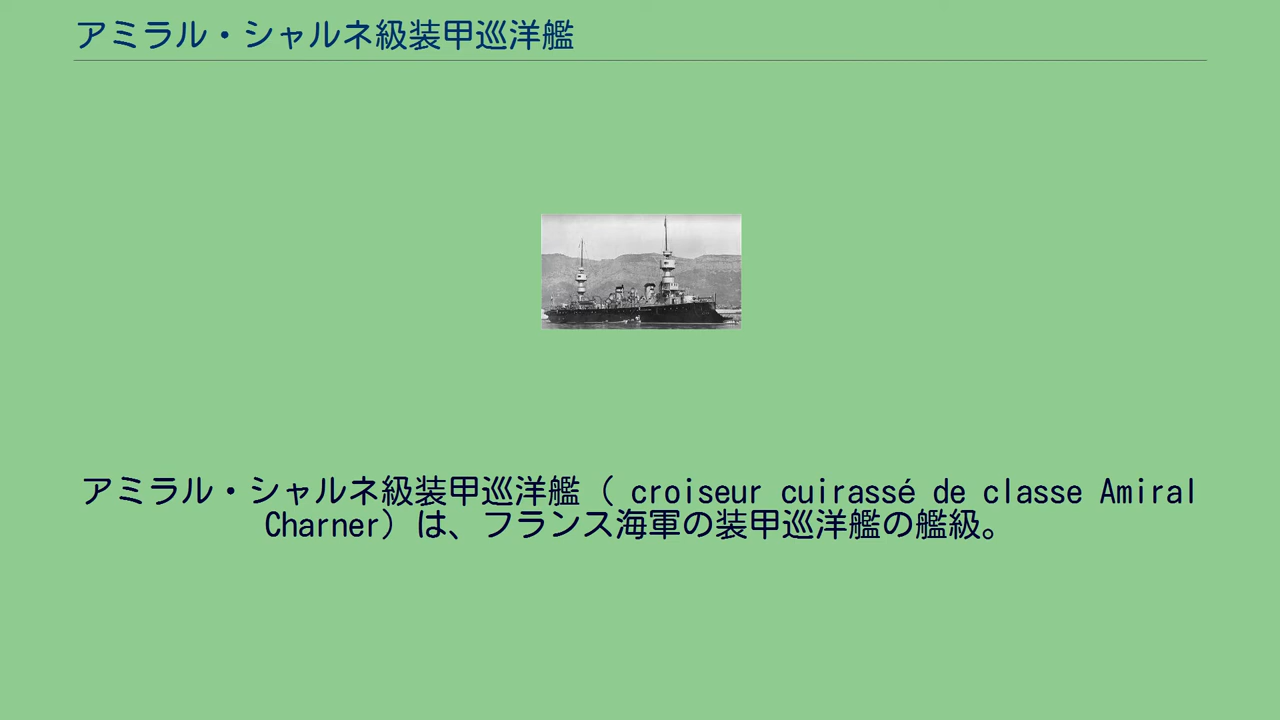 アミラル・シャルネ級装甲巡洋艦
アミラル・シャルネ級装甲巡洋艦（ croiseur cuirassé de classe Amiral
Charner）は、フランス海軍の装甲巡洋艦の艦級。